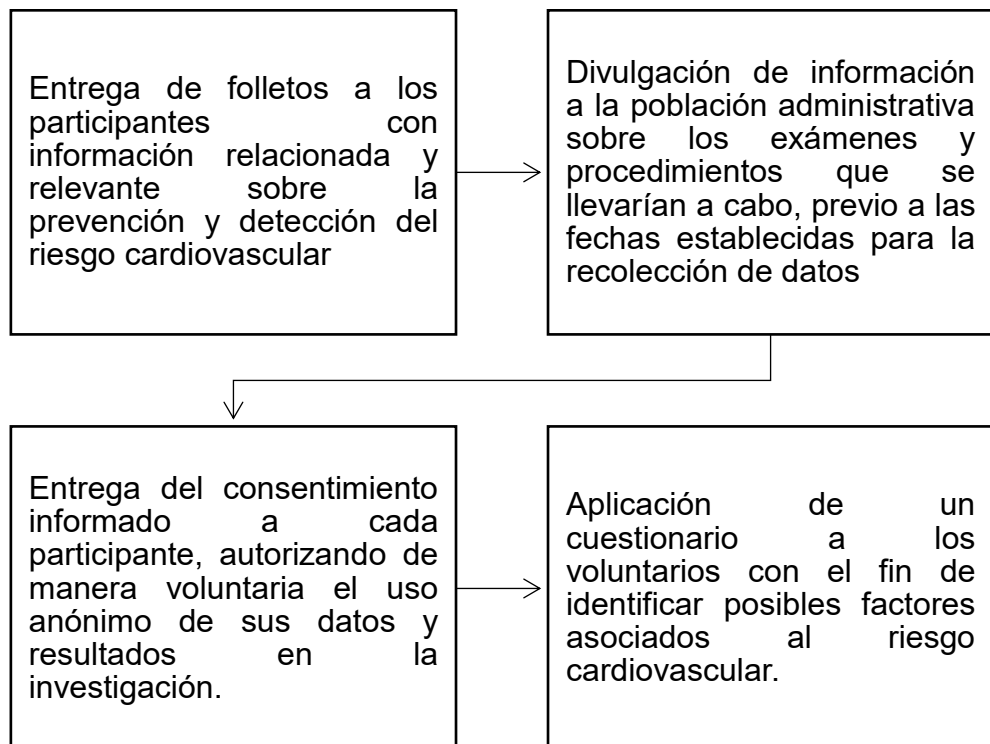 Entrega de folletos a los
participantes con
información relacionada y
relevante sobre la
prevención y detección del
riesgo cardiovascular
Divulgación de información
a la población administrativa
sobre los exámenes y
procedimientos que se
llevarían a cabo, previo a las
fechas establecidas para la
recolección de datos
Entrega del consentimiento
informado a cada
participante, autorizando de
manera voluntaria el uso
anónimo de sus datos y
resultados en la
investigación.
Aplicación de un
cuestionario a los
voluntarios con el fin de
identificar posibles factores
asociados al riesgo
cardiovascular.